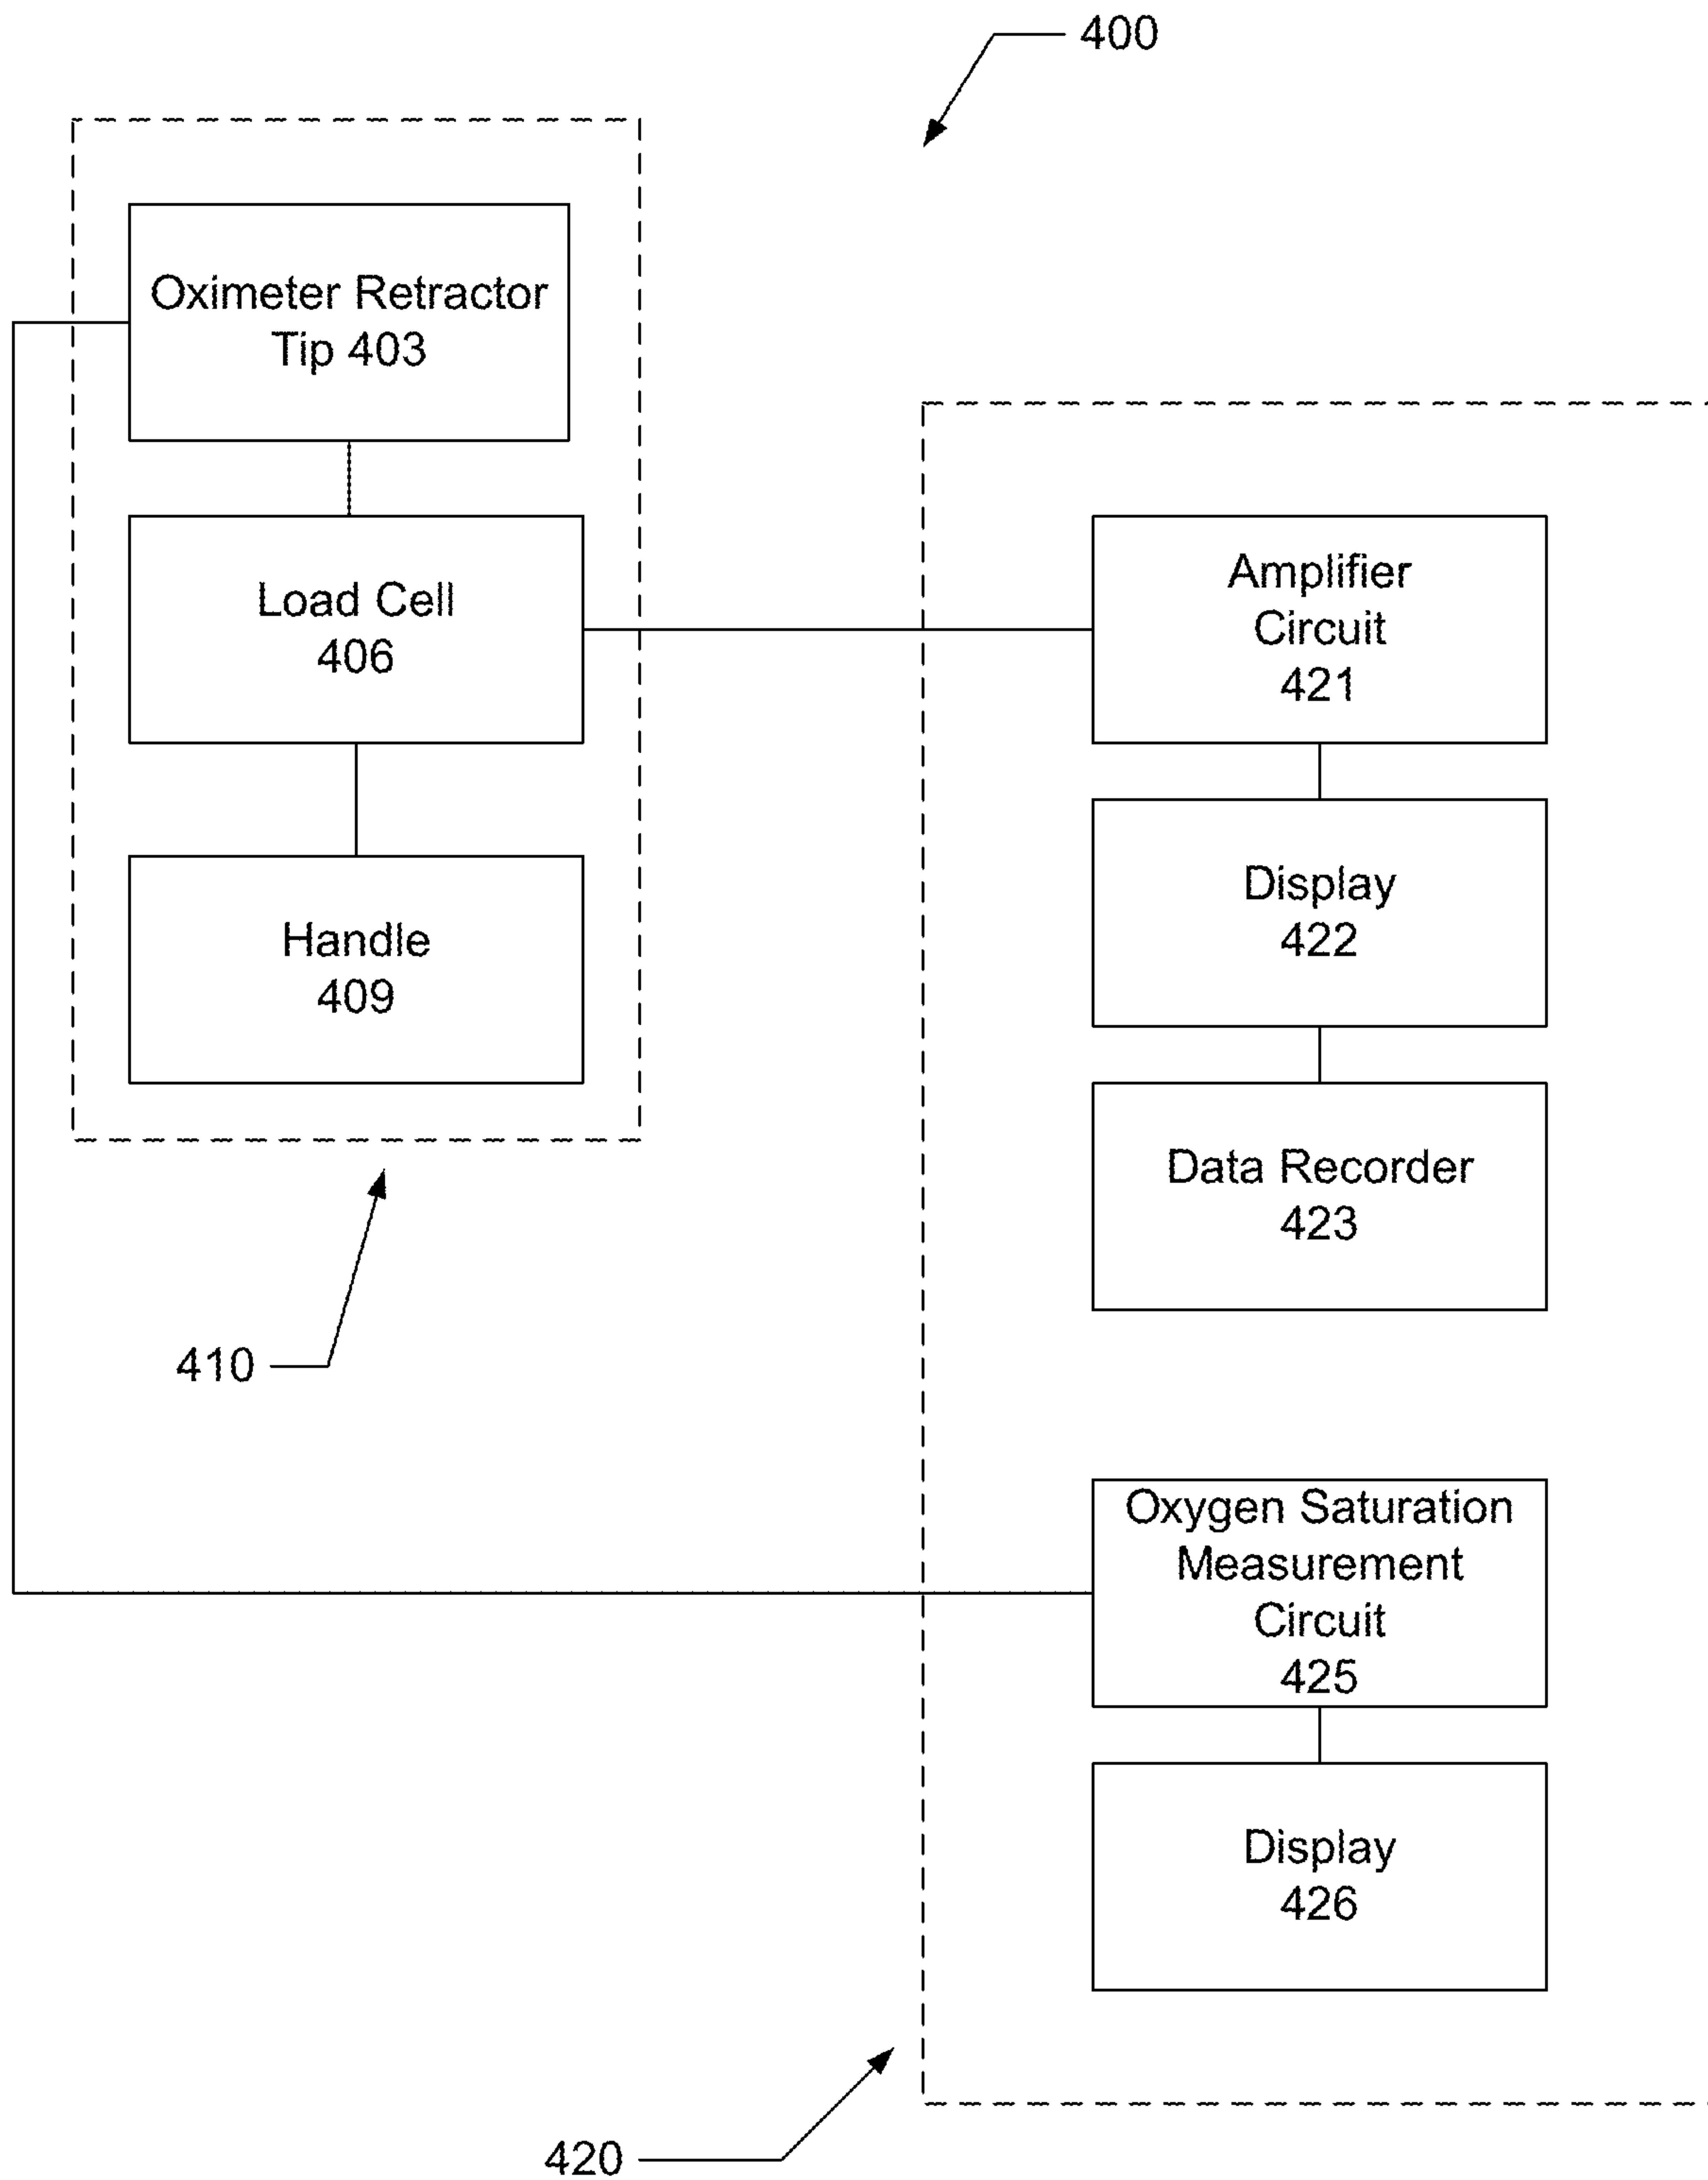 400
Oximeter Retractor
Tip 403
Load Cell
406
Handle
409
410
Amplifier
Circuit
421
Display
422
Data Recorder
423
Oxygen Saturation
Measurement
Circuit
425
Display
426
420